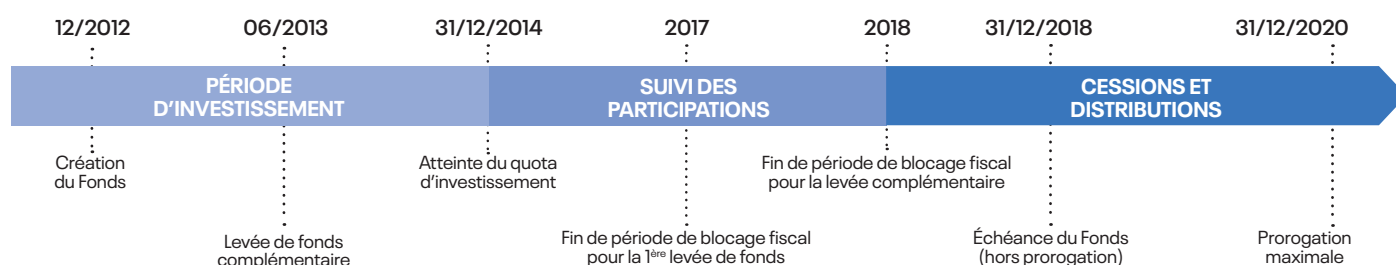 12/2012 06/2013 31/12/2014 2017 2018 31/12/2018 31/12/2020
PÉRIODE
D'INVESTISSEMENT
SUIVI DES
PARTICIPATIONS
CESSIONS ET
DISTRIBUTIONS
Création
du Fonds
Atteinte du quota
d'investissement
Fin de période de blocage fiscal
pour la levée complémentaire
Levée de fonds
complémentaire
Fin de période de blocage fiscal
pour la 1ère levée de fonds
Échéance du Fonds
(hors prorogation)
Prorogation
maximale